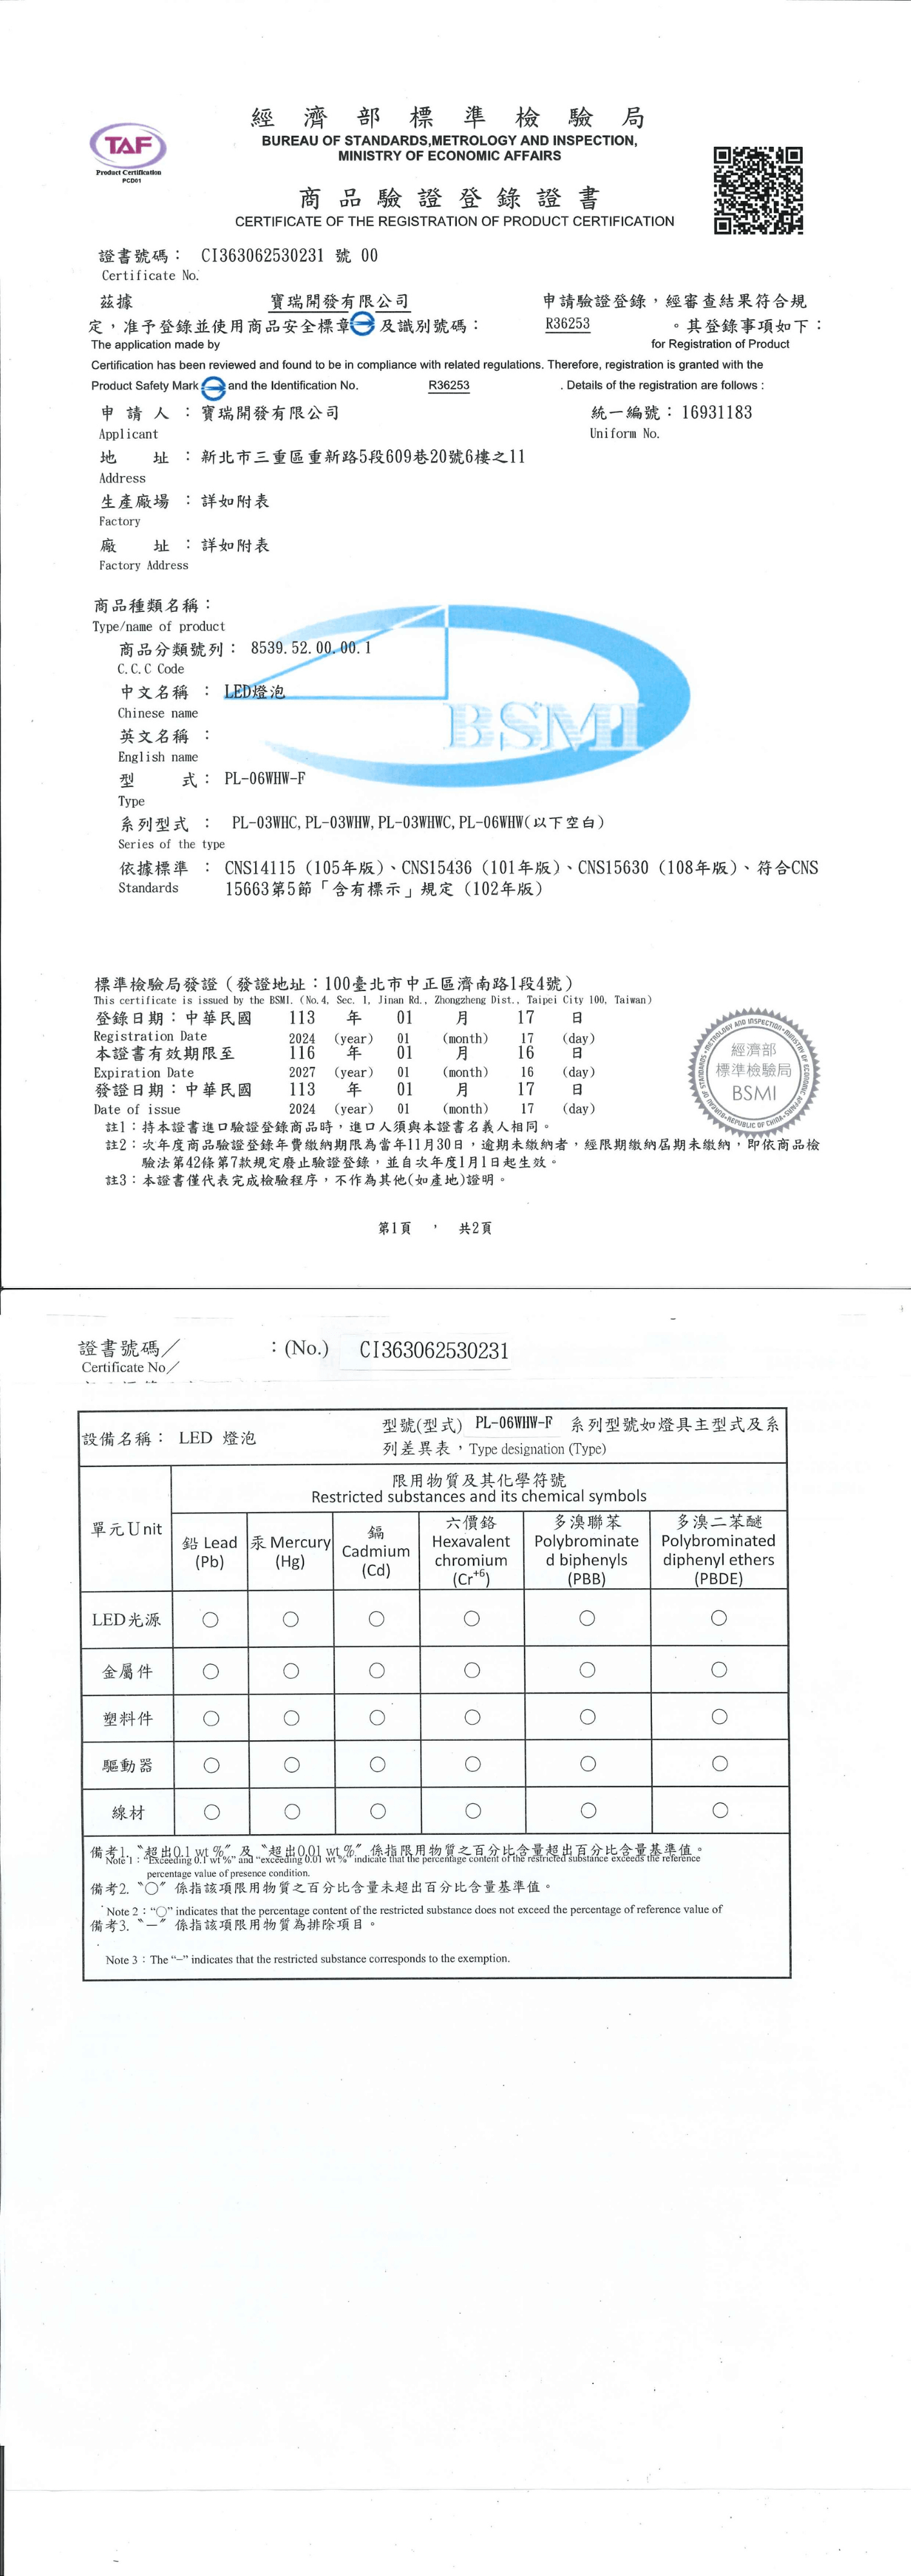 經濟部標準檢驗局
BUREAU OF STANDARDS,METROLOGY AND INSPECTION,
MINISTRY OF ECONOMIC AFFAIRS
TAF
Product Certification
PCD01
商品驗證登錄證書
CERTIFICATE OF THE REGISTRATION OF PRODUCT CERTIFICATION
證書號碼： CI363062530231 號 00
Certificate No.
茲據 寶瑞開發有限公司 申請驗證登錄，經審查結果符合規
定，准予登錄並使用商品安全標章 及識別號碼： R36253 。其登錄事項如下：
The application made by for Registration of Product
Certification has been reviewed and found to be in compliance with related regulations. Therefore, registration is granted with the
Product Safety Mark and the Identification No. R36253 . Details of the registration are follows :
申請人：寶瑞開發有限公司 統一編號：16931183
Applicant Uniform No.
地址：新北市三重區重新路5段609巷20號6樓之11
Address
生產廠場：詳如附表
Factory
廠址：詳如附表
Factory Address
商品種類名稱：
Type/name of product
商品分類號列： 8539.52.00.00.1
C.C.C Code
中文名稱 ： LED燈泡
Chinese name
英文名稱 ：
English name
型式： PL-06WHW-F
Type
系列型式 ： PL-03WHC, PL-03WHW, PL-03WHWC, PL-06WHW(以下空白)
Series of the type
依據標準 ： CNS14115 (105年版)、CNS15436 (101年版)、CNS15630 (108年版)、符合CNS
Standards 15663第5節「含有標示」規定 (102年版)
BSMI
標準檢驗局發證（發證地址：100臺北市中正區濟南路1段4號）
This certificate is issued by the BSMI. (No.4, Sec. 1, Jinan Rd., Zhongzheng Dist., Taipei City 100, Taiwan)
登錄日期：中華民國 113 年 01 月 17 日
Registration Date 2024 (year) 01 (month) 17 (day)
本證書有效期限至 116 年 01 月 16 日
Expiration Date 2027 (year) 01 (month) 16 (day)
發證日期：中華民國 113 年 01 月 17 日
Date of issue 2024 (year) 01 (month) 17 (day)
經濟部
標準檢驗局
BSMI
BUREAU OF STANDARDS, METROLOGY AND INSPECTION, MINISTRY OF ECONOMIC AFFAIRS REPUBLIC OF CHINA
註1：持本證書進口驗證登錄商品時，進口人須與本證書名義人相同。
註2：次年度商品驗證登錄年費繳納期限為當年11月30日，逾期未繳納者，經限期繳納屆期未繳納，即依商品檢
驗法第42條第7款規定廢止驗證登錄，並自次年度1月1日起生效。
註3：本證書僅代表完成檢驗程序，不作為其他(如產地)證明。
第1頁 ， 共2頁
證書號碼／ ：(No.) CI363062530231
Certificate No／
設備名稱： LED 燈泡 型號(型式) PL-06WHW-F 系列型號如燈具主型式及系
列差異表，Type designation (Type)
限用物質及其化學符號
Restricted substances and its chemical symbols
單元Unit
鉛 Lead
(Pb)
汞 Mercury
(Hg)
鎘
Cadmium
(Cd)
六價鉻
Hexavalent
chromium
(Cr+6)
多溴聯苯
Polybrominate
d biphenyls
(PBB)
多溴二苯醚
Polybrominated
diphenyl ethers
(PBDE)
LED光源 ○ ○ ○ ○ ○ ○
金屬件 ○ ○ ○ ○ ○ ○
塑料件 ○ ○ ○ ○ ○ ○
驅動器 ○ ○ ○ ○ ○ ○
線材 ○ ○ ○ ○ ○ ○
備考1. 〝超出0.1 wt %〞及〝超出0.01 wt %〞係指限用物質之百分比含量超出百分比含量基準值。
Note 1：“Exceeding 0.1 wt %” and “exceeding 0.01 wt %” indicate that the percentage content of the restricted substance exceeds the reference
percentage value of presence condition.
備考2. 〝○〞係指該項限用物質之百分比含量未超出百分比含量基準值。
Note 2：“○” indicates that the percentage content of the restricted substance does not exceed the percentage of reference value of
備考3. 〝－〞係指該項限用物質為排除項目。
Note 3：The “−” indicates that the restricted substance corresponds to the exemption.